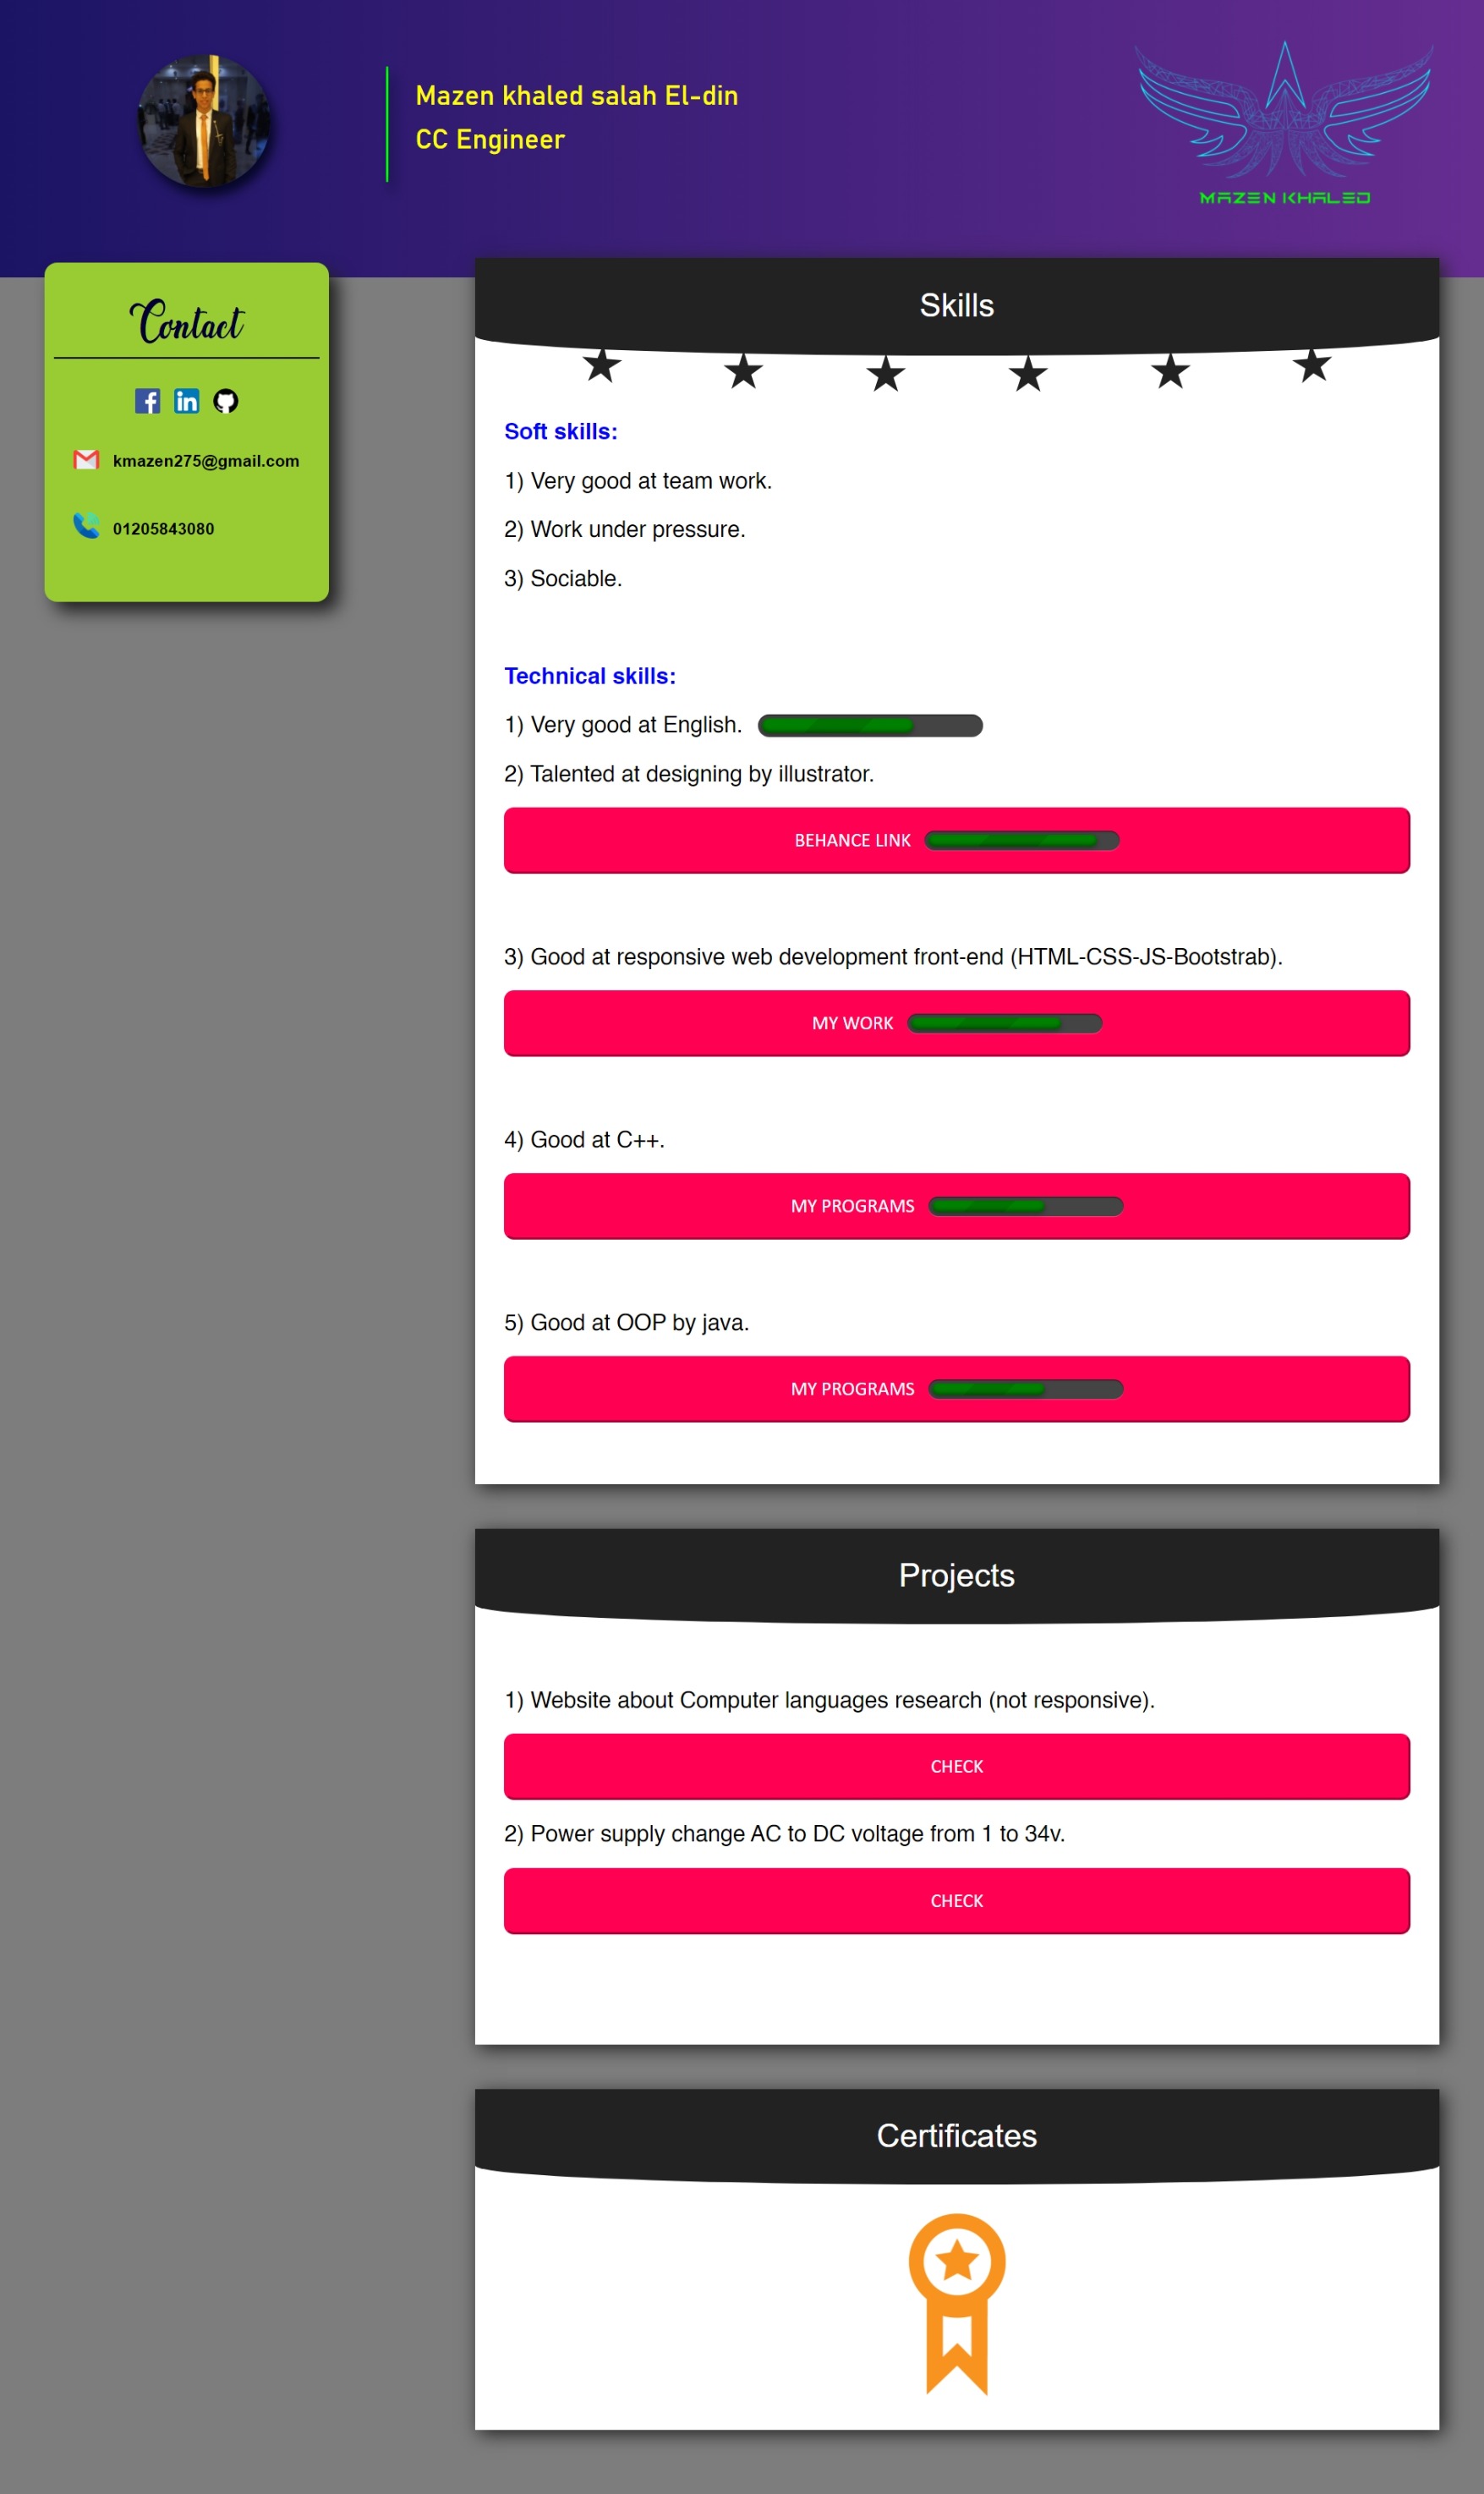 Mazen khaled salah El-din
CC Engineer
MAZEN KHALED
Contact
kmazen275@gmail.com
01205843080
Skills
Soft skills:
1) Very good at team work.
2) Work under pressure.
3) Sociable.
Technical skills:
1) Very good at English.
2) Talented at designing by illustrator.
BEHANCE LINK
3) Good at responsive web development front-end (HTML-CSS-JS-Bootstrab).
MY WORK
4) Good at C++.
MY PROGRAMS
5) Good at OOP by java.
MY PROGRAMS
Projects
1) Website about Computer languages research (not responsive).
CHECK
2) Power supply change AC to DC voltage from 1 to 34v.
CHECK
Certificates